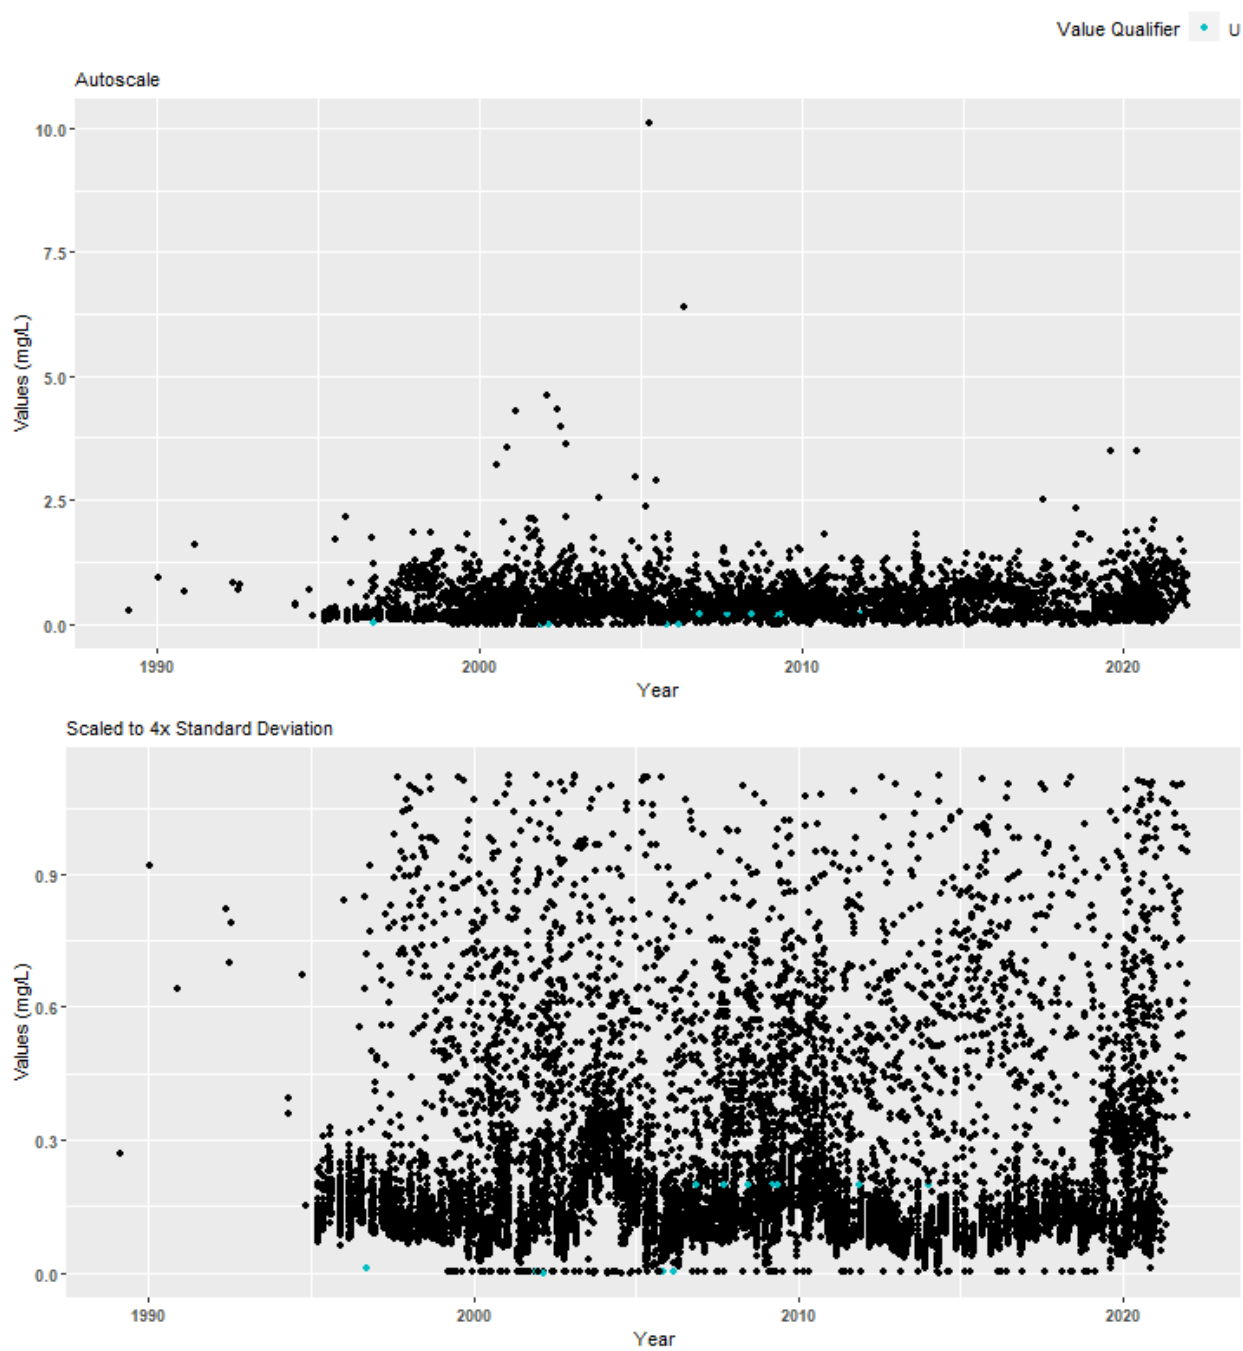 Value Qualifier U
Autoscale
10.0
7.5
5.0
2.5
0.0
Values (mg/L)
1990 2000 2010 2020
Year
Scaled to 4x Standard Deviation
0.9
0.6
0.3
0.0
Values (mg/L)
1990 2000 2010 2020
Year